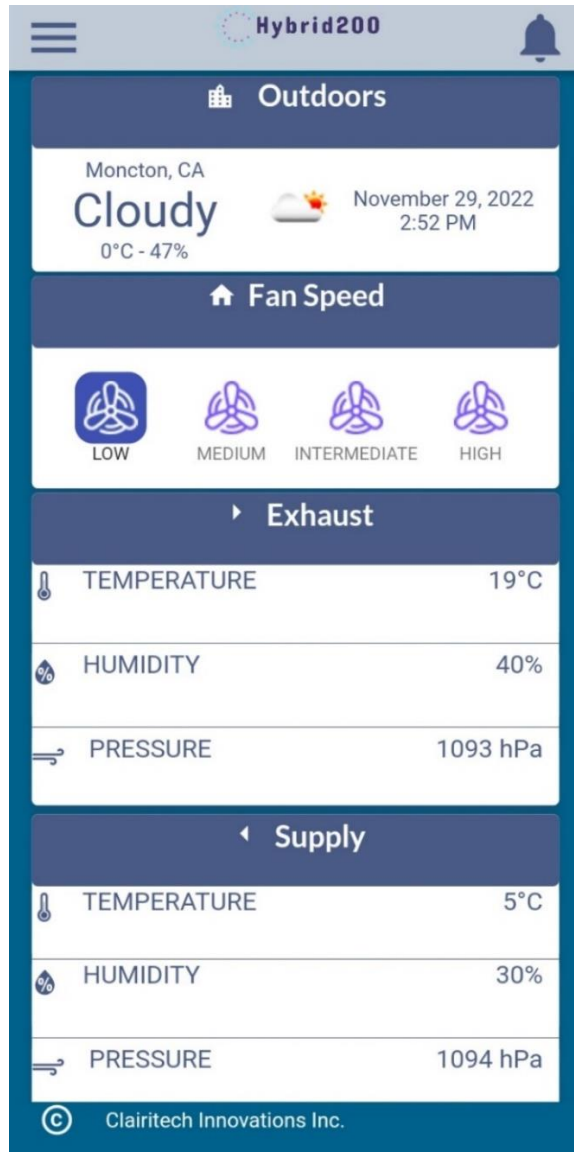 Hybrid200
Outdoors
Moncton, CA
Cloudy
0°C - 47%
November 29, 2022
2:52 PM
Fan Speed
LOW MEDIUM INTERMEDIATE HIGH
Exhaust
TEMPERATURE 19°C
% HUMIDITY 40%
PRESSURE 1093 hPa
Supply
TEMPERATURE 5°C
% HUMIDITY 30%
PRESSURE 1094 hPa
© Clairitech Innovations Inc.